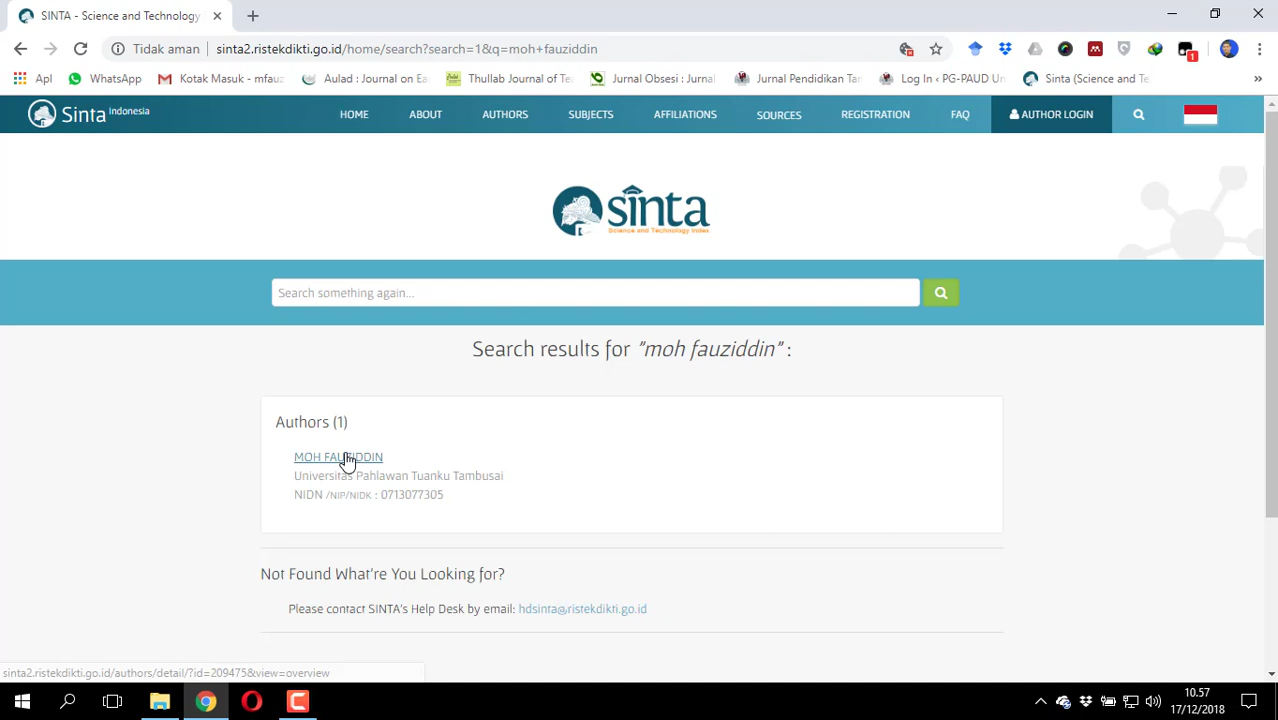 SINTA - Science and Technology
Tidak aman
sinta2.ristekdikti.go.id/home/search?search=1&q=moh+fauziddin
1
Apl
WhatsApp
Kotak Masuk - mfauz
Aulad : Journal on Ea
Thullab Journal of Te
Jurnal Obsesi : Jurnal
Jurnal Pendidikan Tam
Log In ‹ PG-PAUD Un
Sinta (Science and Te
»
Sinta Indonesia
HOME
ABOUT
AUTHORS
SUBJECTS
AFFILIATIONS
SOURCES
REGISTRATION
FAQ
AUTHOR LOGIN
sinta
Science and Technology Index
Search something again...
Search results for "moh fauziddin" :
Authors (1)
MOH FAUZIDDIN
Universitas Pahlawan Tuanku Tambusai
NIDN /NIP/NIDK : 0713077305
Not Found What're You Looking for?
Please contact SINTA's Help Desk by email: hdsinta@ristekdikti.go.id
sinta2.ristekdikti.go.id/authors/detail/?id=209475&view=overview
10.57
17/12/2018